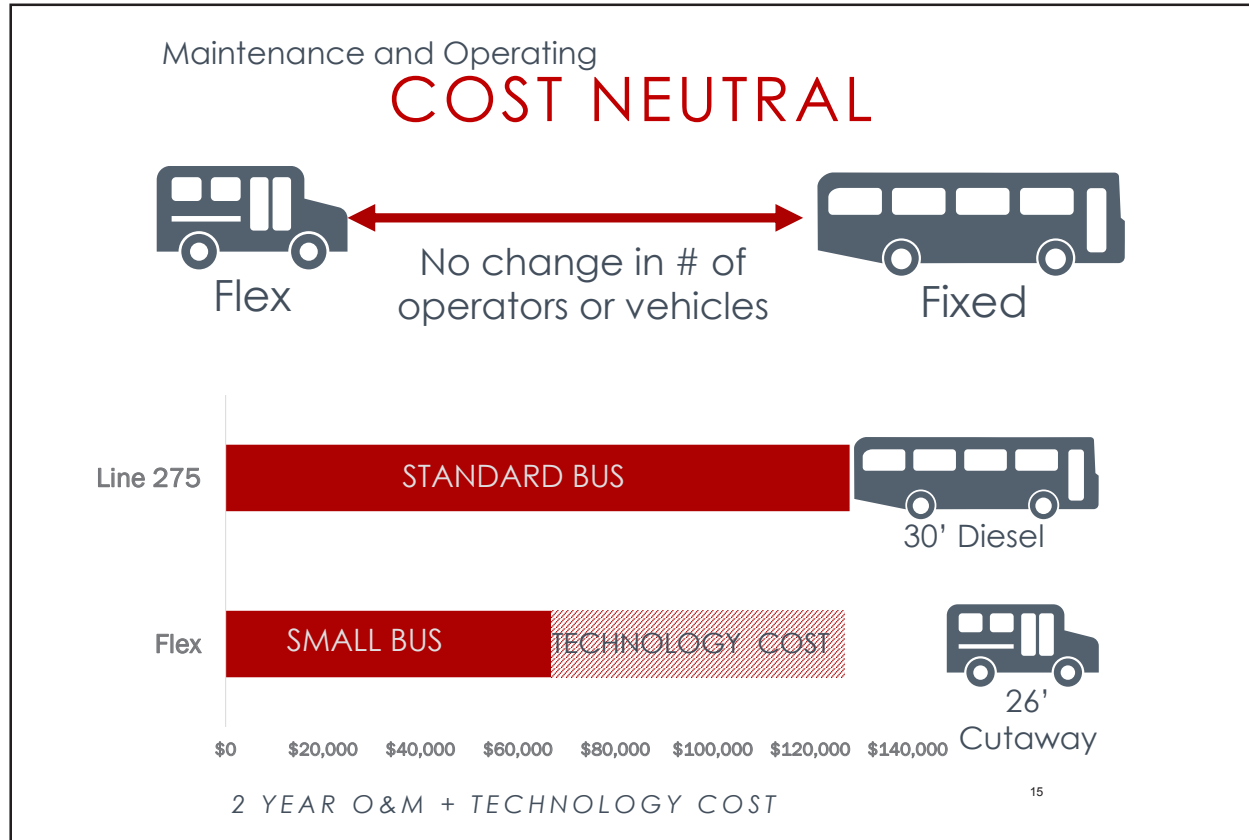 Maintenance and Operating
COST NEUTRAL
Flex
No change in # of
operators or vehicles
Fixed
Line 275
STANDARD BUS
30’ Diesel
Flex
SMALL BUS
TECHNOLOGY COST
26’
Cutaway
$0 $20,000 $40,000 $60,000 $80,000 $100,000 $120,000 $140,000
2 YEAR O&M + TECHNOLOGY COST
15